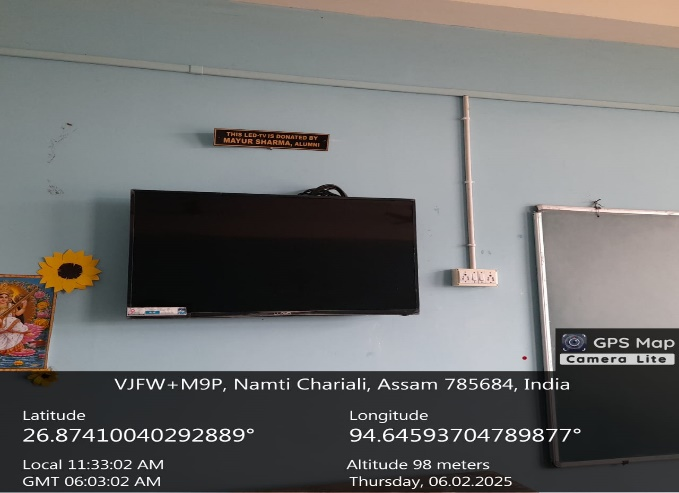 THIS LED-TV IS DONATED BY
MAYUR SHARMA, ALUMNI
GPS Map
Camera Lite
VJFW+M9P, Namti Chariali, Assam 785684, India
Latitude
26.87410040292889°
Longitude
94.64593704789877°
Local 11:33:02 AM
GMT 06:03:02 AM
Altitude 98 meters
Thursday, 06.02.2025